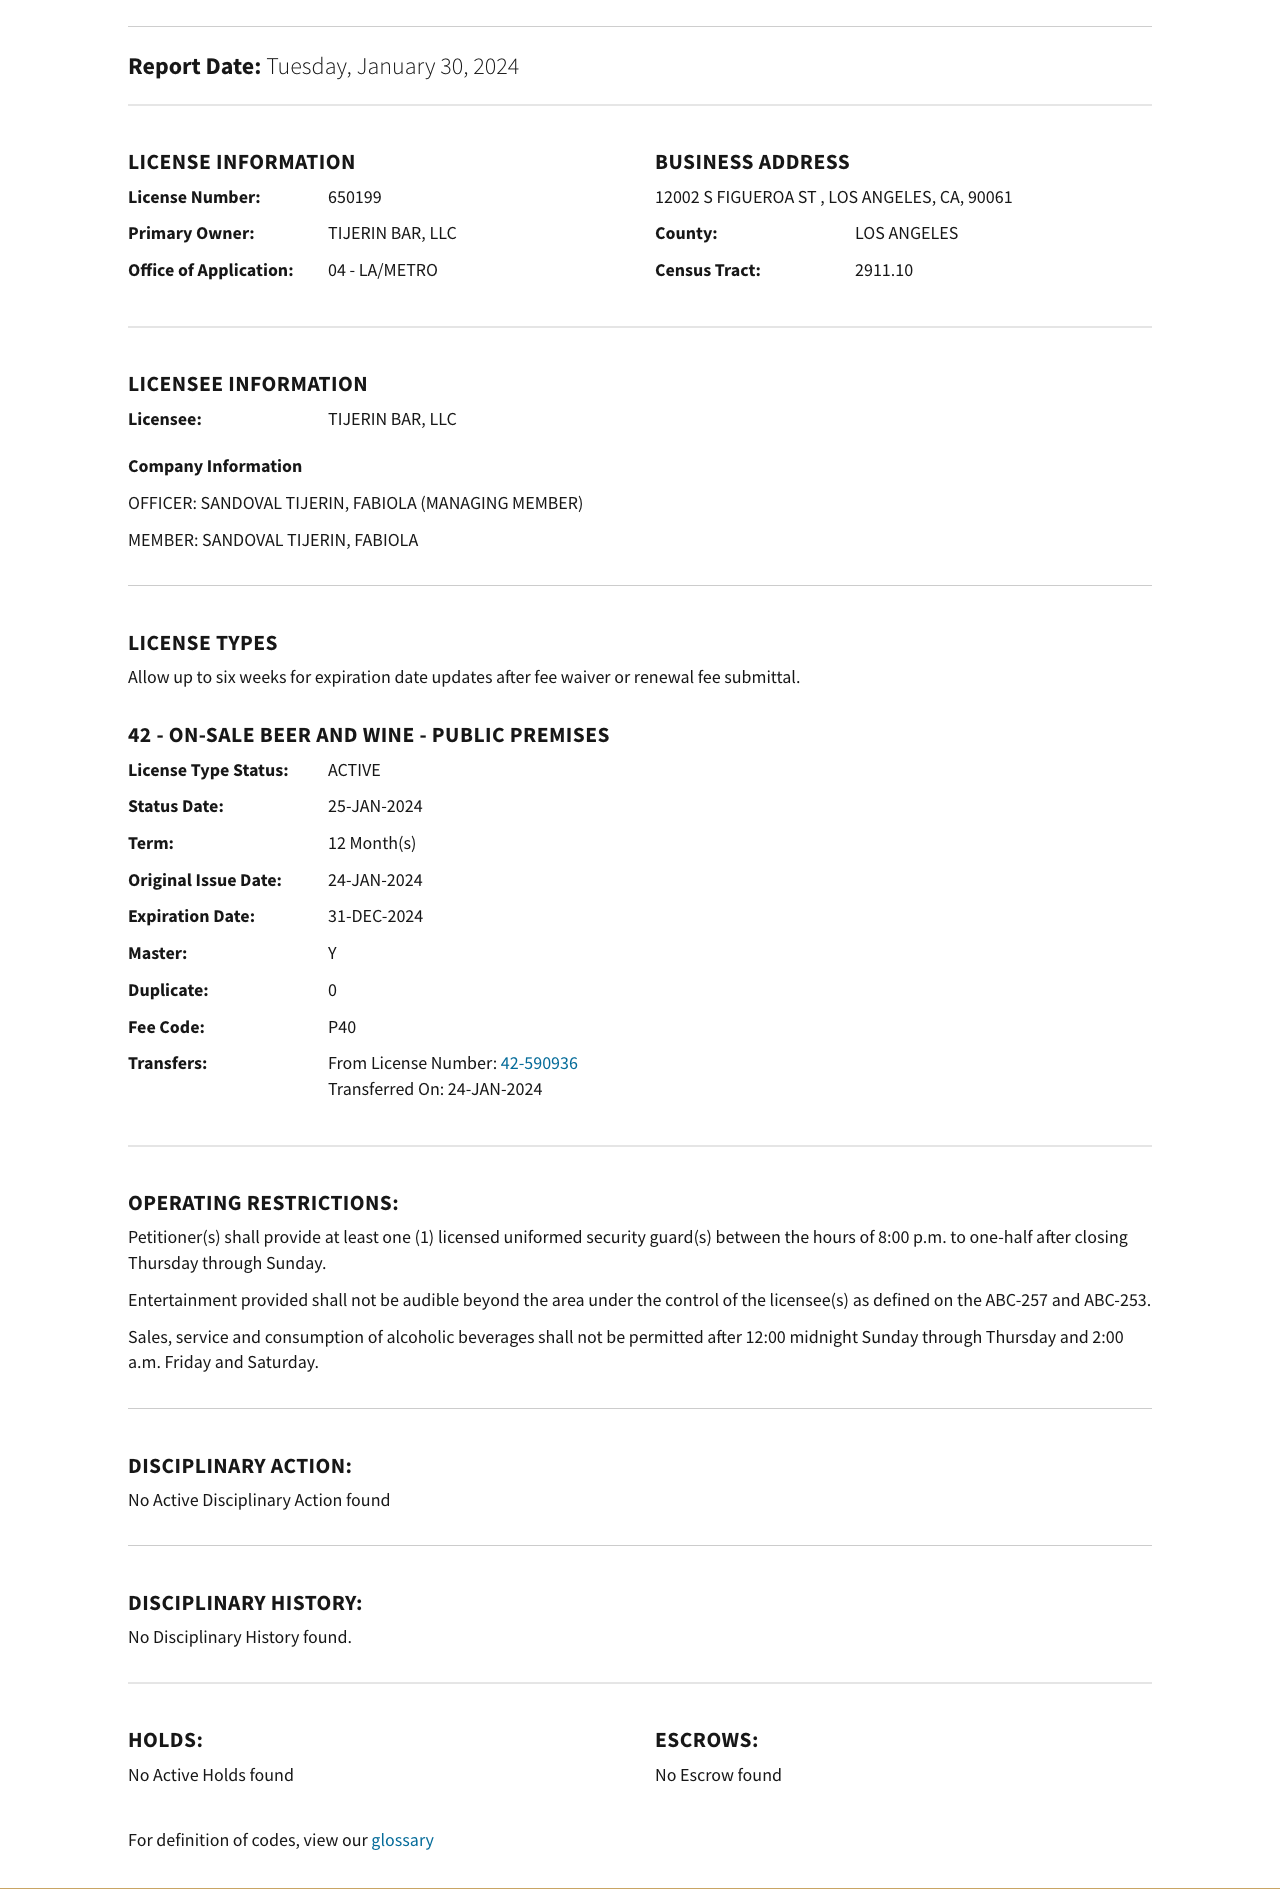 Report Date: Tuesday, January 30, 2024
LICENSE INFORMATION
License Number: 650199
Primary Owner: TIJERIN BAR, LLC
Office of Application: 04 - LA/METRO
BUSINESS ADDRESS
12002 S FIGUEROA ST , LOS ANGELES, CA, 90061
County: LOS ANGELES
Census Tract: 2911.10
LICENSEE INFORMATION
Licensee: TIJERIN BAR, LLC
Company Information
OFFICER: SANDOVAL TIJERIN, FABIOLA (MANAGING MEMBER)
MEMBER: SANDOVAL TIJERIN, FABIOLA
LICENSE TYPES
Allow up to six weeks for expiration date updates after fee waiver or renewal fee submittal.
42 - ON-SALE BEER AND WINE - PUBLIC PREMISES
License Type Status: ACTIVE
Status Date: 25-JAN-2024
Term: 12 Month(s)
Original Issue Date: 24-JAN-2024
Expiration Date: 31-DEC-2024
Master: Y
Duplicate: 0
Fee Code: P40
Transfers: From License Number: 42-590936
Transferred On: 24-JAN-2024
OPERATING RESTRICTIONS:
Petitioner(s) shall provide at least one (1) licensed uniformed security guard(s) between the hours of 8:00 p.m. to one-half after closing
Thursday through Sunday.
Entertainment provided shall not be audible beyond the area under the control of the licensee(s) as defined on the ABC-257 and ABC-253.
Sales, service and consumption of alcoholic beverages shall not be permitted after 12:00 midnight Sunday through Thursday and 2:00
a.m. Friday and Saturday.
DISCIPLINARY ACTION:
No Active Disciplinary Action found
DISCIPLINARY HISTORY:
No Disciplinary History found.
HOLDS:
No Active Holds found
ESCROWS:
No Escrow found
For definition of codes, view our glossary